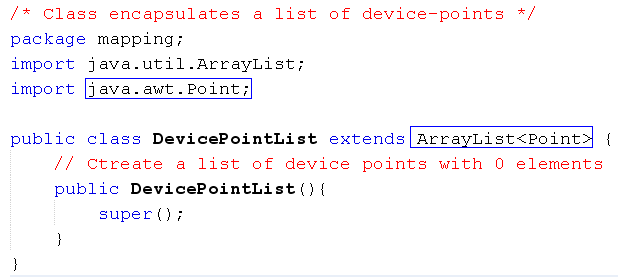 /* Class encapsulates a list of device-points */
package mapping;
import java.util.ArrayList;
import java.awt.Point;
public class DevicePointList extends ArrayList<Point> {
// Ctreate a list of device points with 0 elements
public DevicePointList(){
super();
}
}